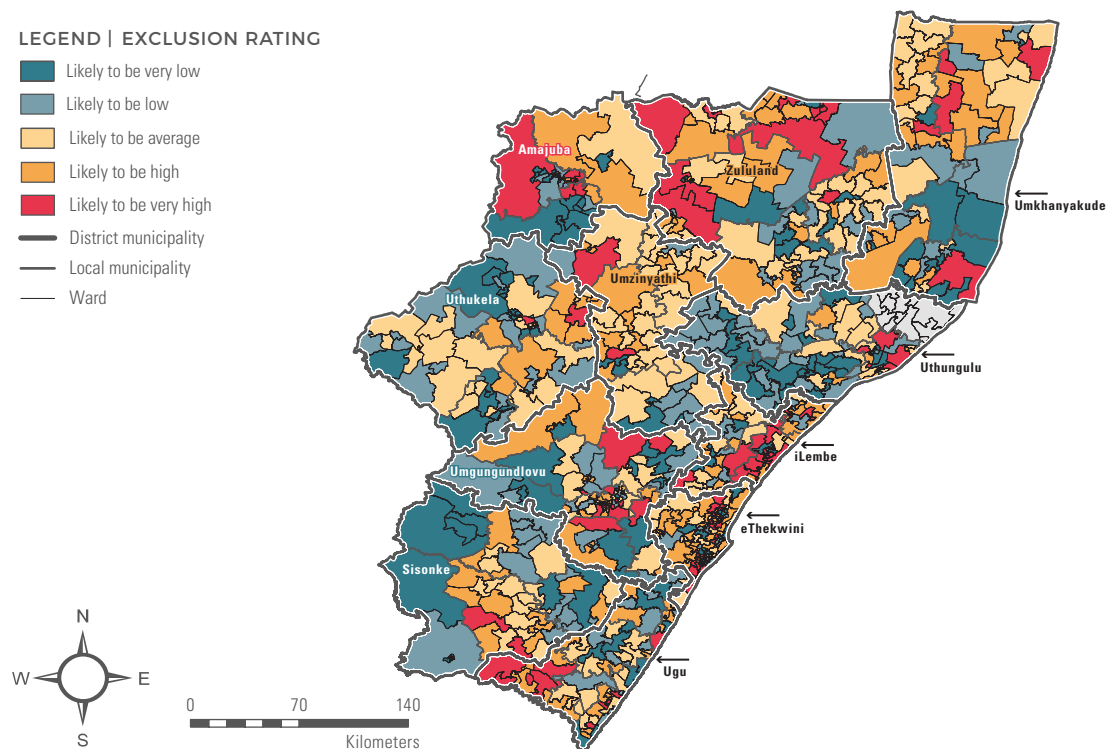 LEGEND | EXCLUSION RATING
Likely to be very low
Likely to be low
Likely to be average
Likely to be high
Likely to be very high
District municipality
Local municipality
Ward
Amajuba
Zululand
Umkhanyakude
Umzinyathi
Uthukela
Uthungulu
iLembe
Umgungundlovu
eThekwini
Sisonke
Ugu
N
W E
S
0 70 140
Kilometers